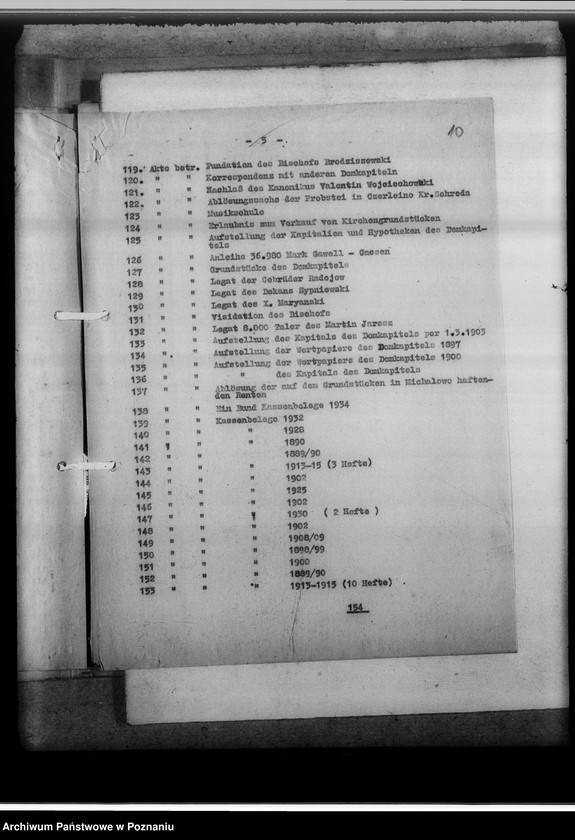 10
- 5 -
119. Akte betr. Fundation des Bischofs Brodziszewski
120. " " Korrespondenz mit anderen Domkapiteln
121. " " Nachlaß des Kanonikus Valentin Wojciechowski
122. " " Ablösungssache der Probstei in Czerleino Kr.Schroda
123 " " Musikschule
124 " " Erlaubnis zum Verkauf von Kirchengrundstücken
125 " " Aufstellung der Kapitalien und Hypotheken des Domkapi-
tels
126 " " Anleihe 36.980 Mark Gawell - Gnesen
127 " " Grundstücke des Domkapitels
128 " " Legat der Gebrüder Radojow
129 " " Legat des Dekans Sypniewski
130 " " Legat des X. Maryanski
131 " " Visidation des Bischofs
132 " " Legat 8.000 Taler des Martin Jarosz
133 " " Aufstellung des Kapitals des Domkapitels per 1.3.1903
134 " " Aufstellung der Wertpapiere des Domkapitels 1897
135 " " Aufstellung der Wertpapiere des Domkapitels 1900
136 " " " des Kapitals des Domkapitels
137 " " Ablösung der auf den Grundstücken in Michalowo haften-
den Renten
138 " " Ein Band Kassenbelege 1934
139 " " Kassenbelege 1932
140 " " " 1928
141 " " " 1890
142 " " 1889/90
143 " " " 1913-15 (3 Hefte)
144 " " " 1902
145 " " " 1925
146 " " " 1902
147 " " " 1930 ( 2 Hefte )
148 " " " 1902
149 " " " 1908/09
150 " " " 1898/99
151 " " " 1900
152 " " " 1889/90
153 " " " 1913-1915 (10 Hefte)
154
Archiwum Państwowe w Poznaniu